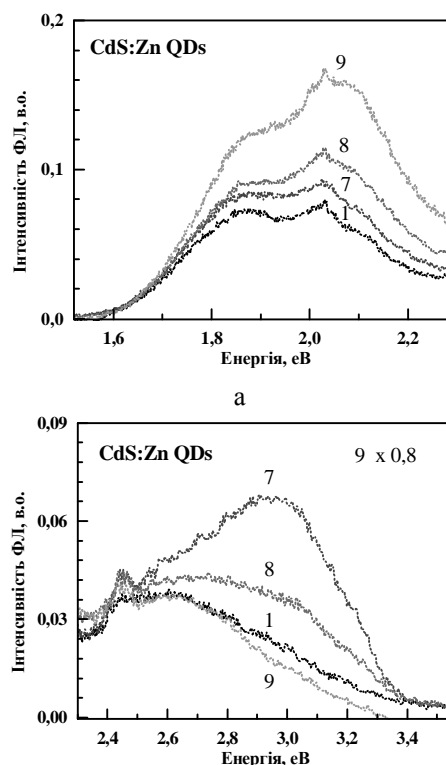 CdS:Zn QDs
9
8
7
1
Інтенсивність ФЛ, в.о.
0,2
0,1
0,0
1,6 1,8 2,0 2,2
Енергія, еВ
а
CdS:Zn QDs
9 x 0,8
7
8
1
9
Інтенсивність ФЛ, в.о.
0,09
0,06
0,03
0,00
2,4 2,6 2,8 3,0 3,2 3,4
Енергія, еВ